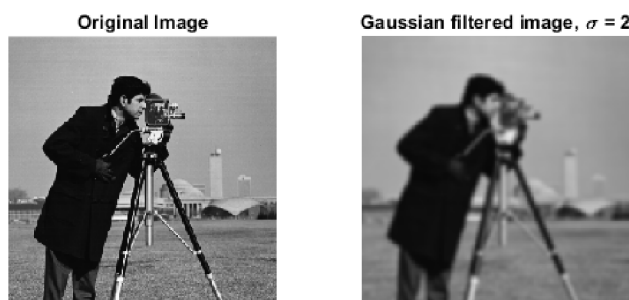 Original Image
Gaussian filtered image, σ = 2